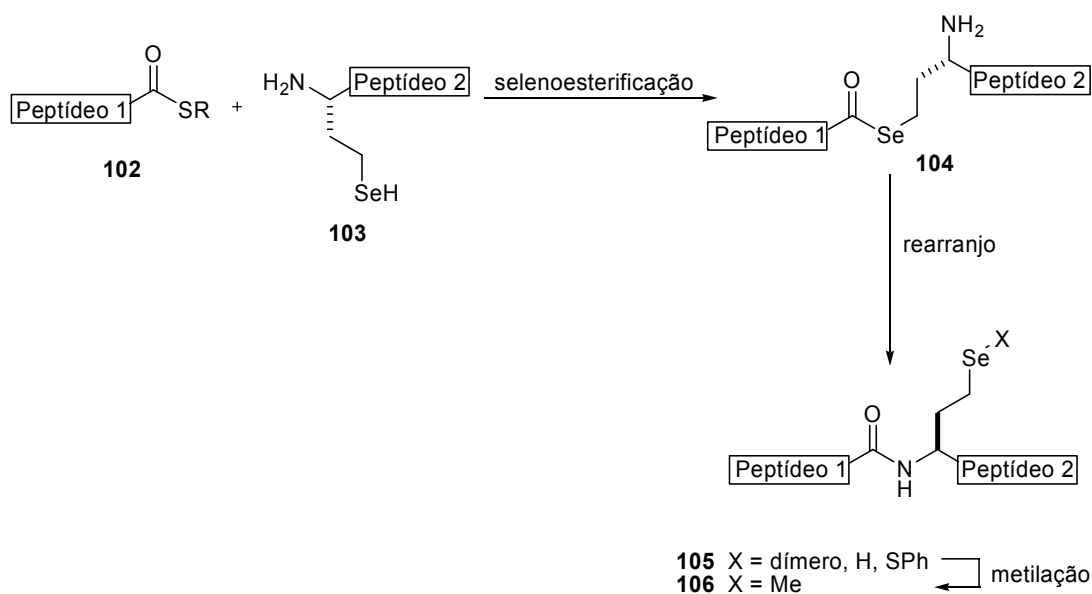 O
Peptídeo 1
SR
102
+
H2N
Peptídeo 2
SeH
103
selenoesterificação
NH2
Peptídeo 2
O
Peptídeo 1
Se
104
rearranjo
X
Se
O
Peptídeo 1
N
H
Peptídeo 2
105 X = dímero, H, SPh
106 X = Me
metilação